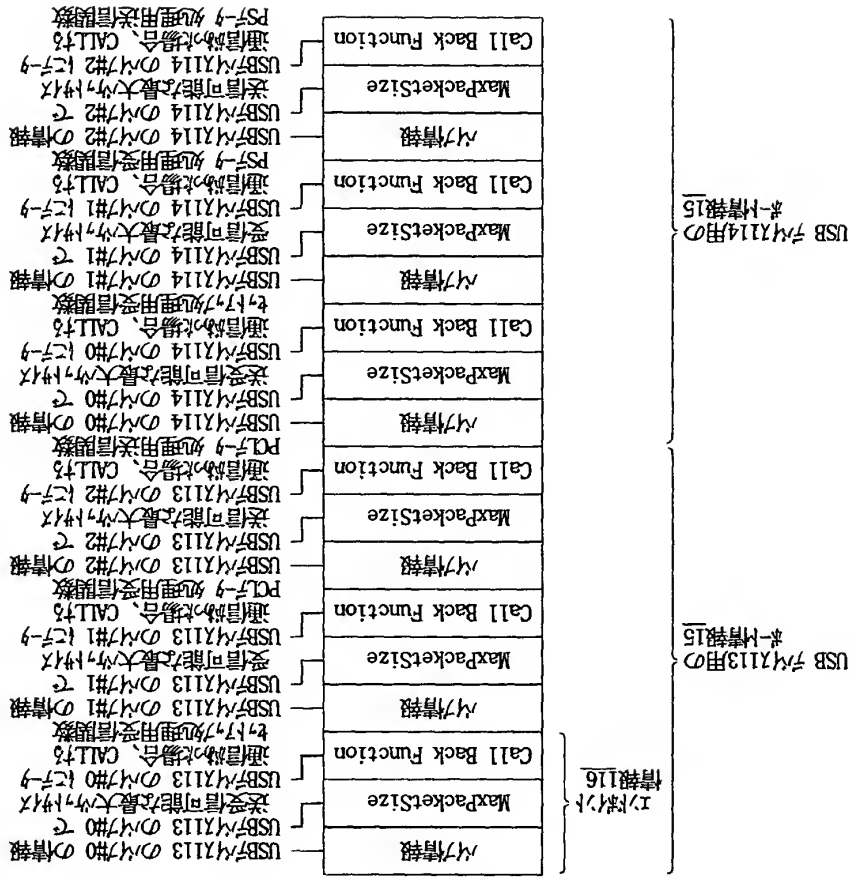 USB デバイス113用の
ポート情報15
エンドポイント
情報116
パイプ情報
USBデバイス113 のパイプ#0 の情報
MaxPacketSize
USBデバイス113 のパイプ#0 で
送受信可能な最大パケットサイズ
Call Back Function
USBデバイス113 のパイプ#0 にデータ
通信があった場合、CALLする
セットアップ処理用受信関数
パイプ情報
USBデバイス113 のパイプ#1 の情報
MaxPacketSize
USBデバイス113 のパイプ#1 で
受信可能な最大パケットサイズ
Call Back Function
USBデバイス113 のパイプ#1 にデータ
通信があった場合、CALLする
PCLデータ 処理用受信関数
パイプ情報
USBデバイス113 のパイプ#2 の情報
MaxPacketSize
USBデバイス113 のパイプ#2 で
送信可能な最大パケットサイズ
Call Back Function
USBデバイス113 のパイプ#2 にデータ
通信があった場合、CALLする
PCLデータ 処理用送信関数
USB デバイス114用の
ポート情報15
パイプ情報
USBデバイス114 のパイプ#0 の情報
MaxPacketSize
USBデバイス114 のパイプ#0 で
送受信可能な最大パケットサイズ
Call Back Function
USBデバイス114 のパイプ#0 にデータ
通信があった場合、CALLする
セットアップ処理用受信関数
パイプ情報
USBデバイス114 のパイプ#1 の情報
MaxPacketSize
USBデバイス114 のパイプ#1 で
受信可能な最大パケットサイズ
Call Back Function
USBデバイス114 のパイプ#1 にデータ
通信があった場合、CALLする
PSデータ 処理用受信関数
パイプ情報
USBデバイス114 のパイプ#2 の情報
MaxPacketSize
USBデバイス114 のパイプ#2 で
送信可能な最大パケットサイズ
Call Back Function
USBデバイス114 のパイプ#2 にデータ
通信があった場合、CALLする
PSデータ 処理用送信関数